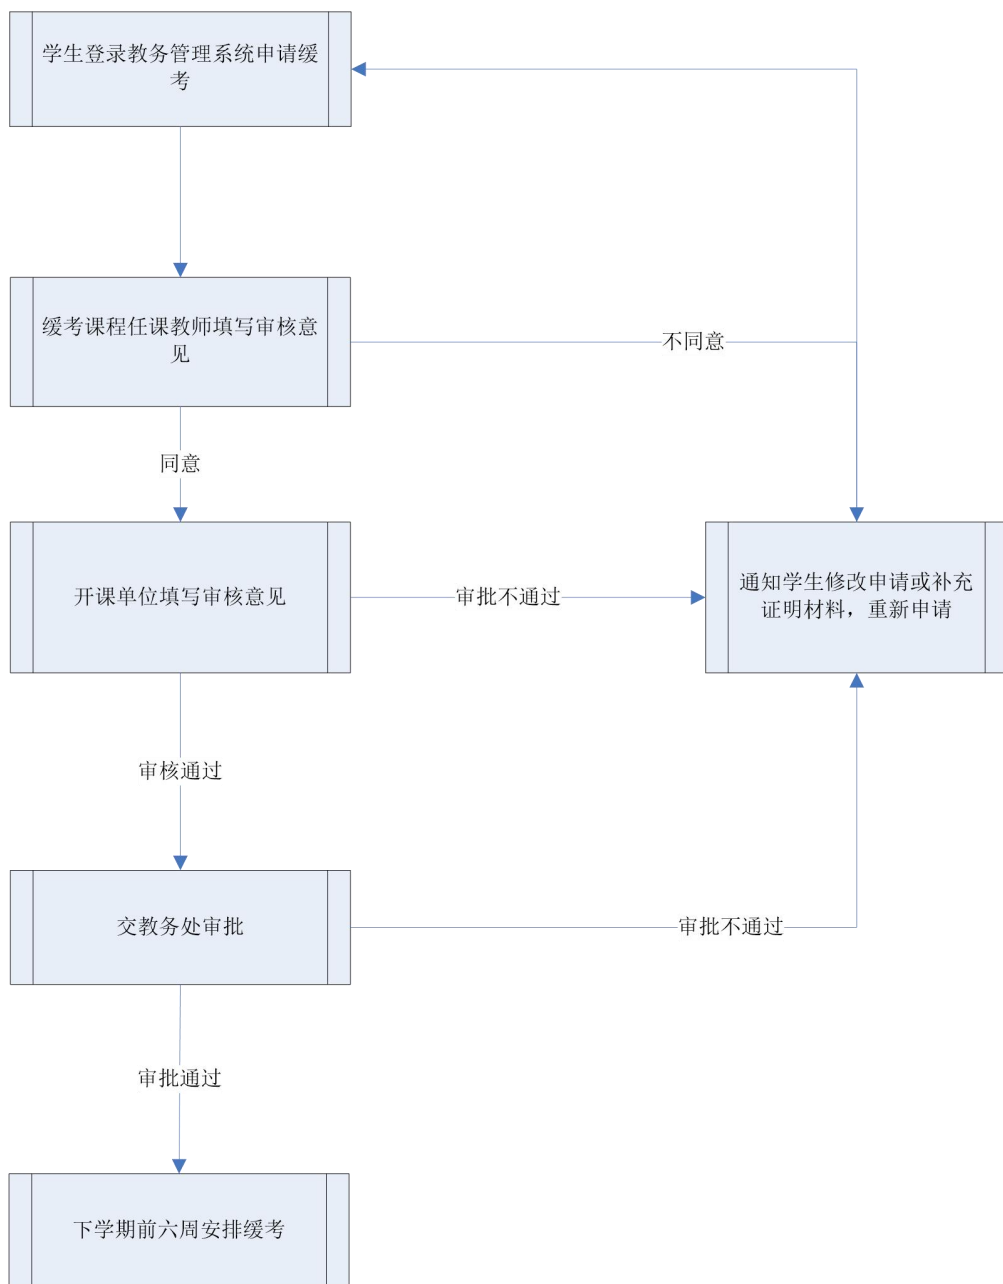 学生登录教务管理系统申请缓
考
缓考课程任课教师填写审核意
见
不同意
同意
开课单位填写审核意见
审批不通过
通知学生修改申请或补充
证明材料，重新申请
审核通过
交教务处审批
审批不通过
审批通过
下学期前六周安排缓考